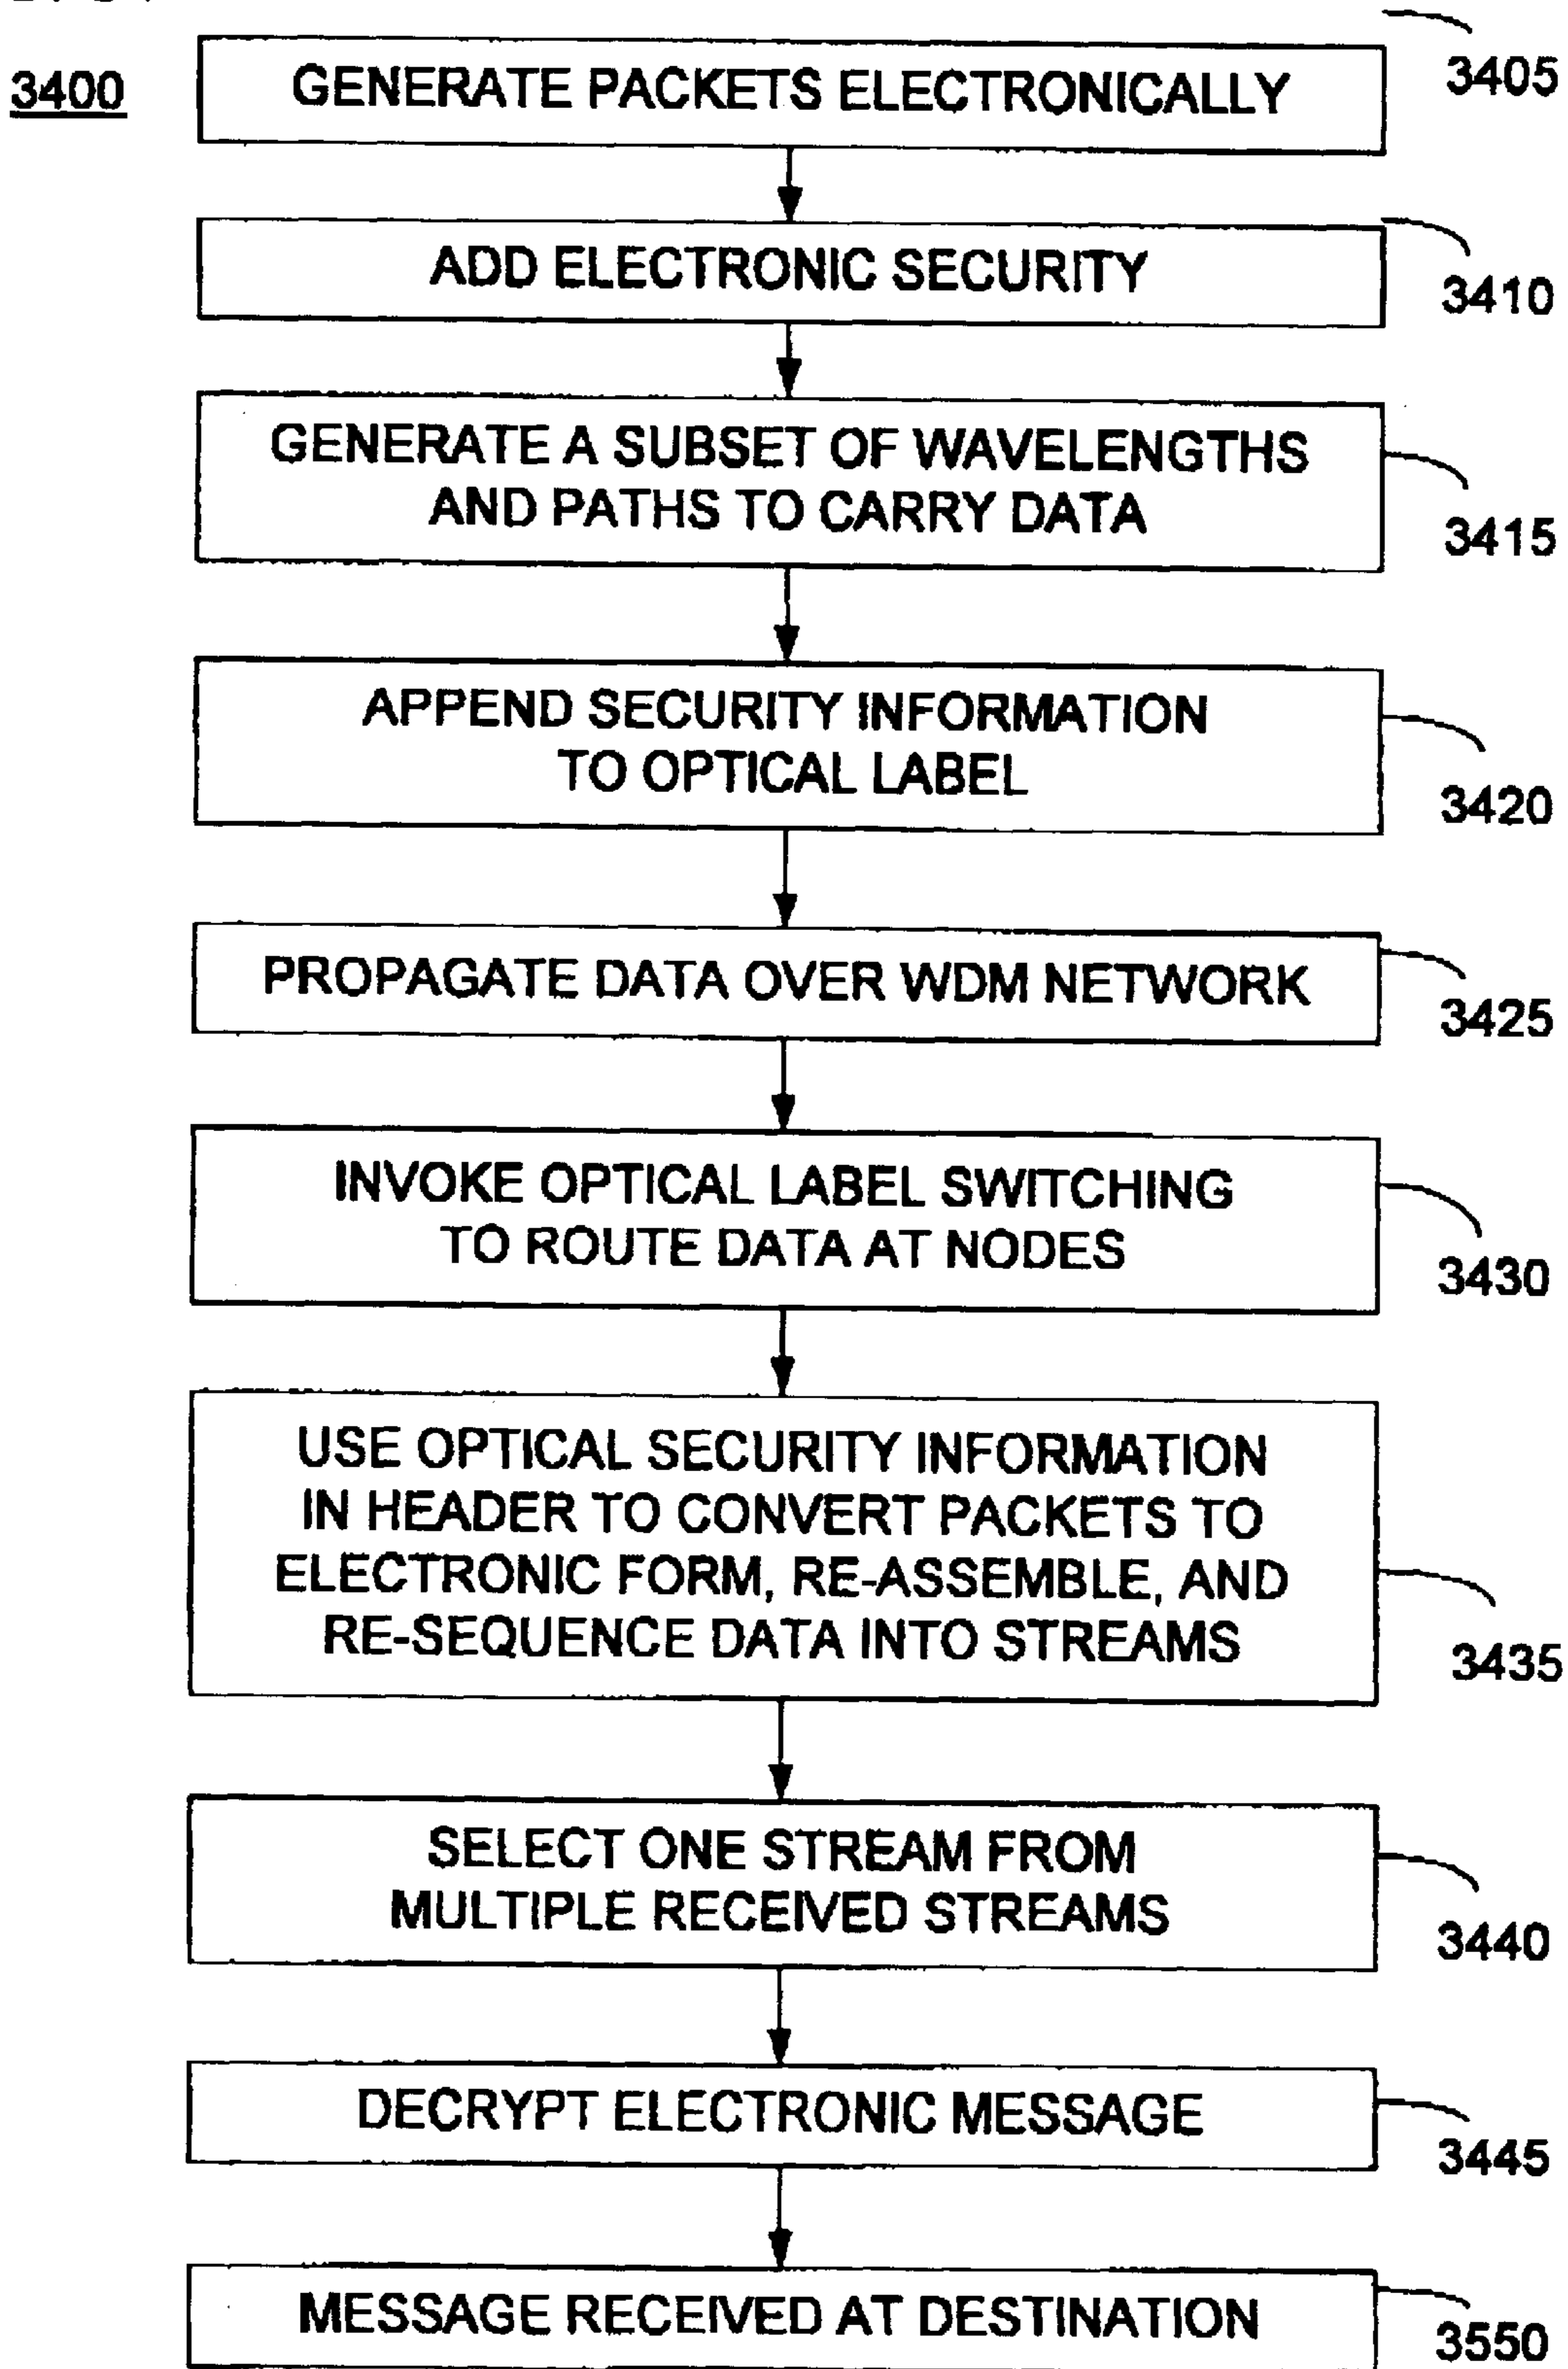 3400
GENERATE PACKETS ELECTRONICALLY
3405
ADD ELECTRONIC SECURITY
3410
GENERATE A SUBSET OF WAVELENGTHS
AND PATHS TO CARRY DATA
3415
APPEND SECURITY INFORMATION
TO OPTICAL LABEL
3420
PROPAGATE DATA OVER WDM NETWORK
3425
INVOKE OPTICAL LABEL SWITCHING
TO ROUTE DATA AT NODES
3430
USE OPTICAL SECURITY INFORMATION
IN HEADER TO CONVERT PACKETS TO
ELECTRONIC FORM, RE-ASSEMBLE, AND
RE-SEQUENCE DATA INTO STREAMS
3435
SELECT ONE STREAM FROM
MULTIPLE RECEIVED STREAMS
3440
DECRYPT ELECTRONIC MESSAGE
3445
MESSAGE RECEIVED AT DESTINATION
3550